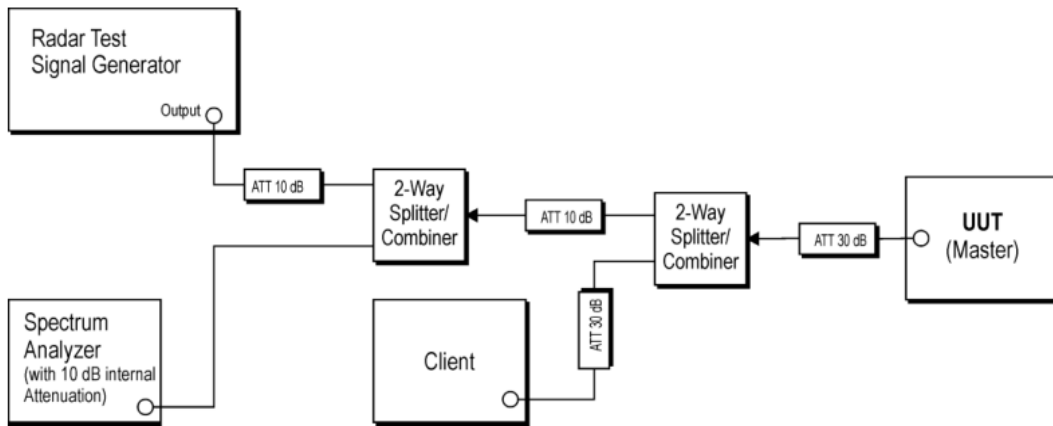 Radar Test
Signal Generator
Output
ATT 10 dB
2-Way
Splitter/
Combiner
ATT 10 dB
2-Way
Splitter/
Combiner
ATT 30 dB
UUT
(Master)
Spectrum
Analyzer
(with 10 dB internal
Attenuation)
Client
ATT 30 dB